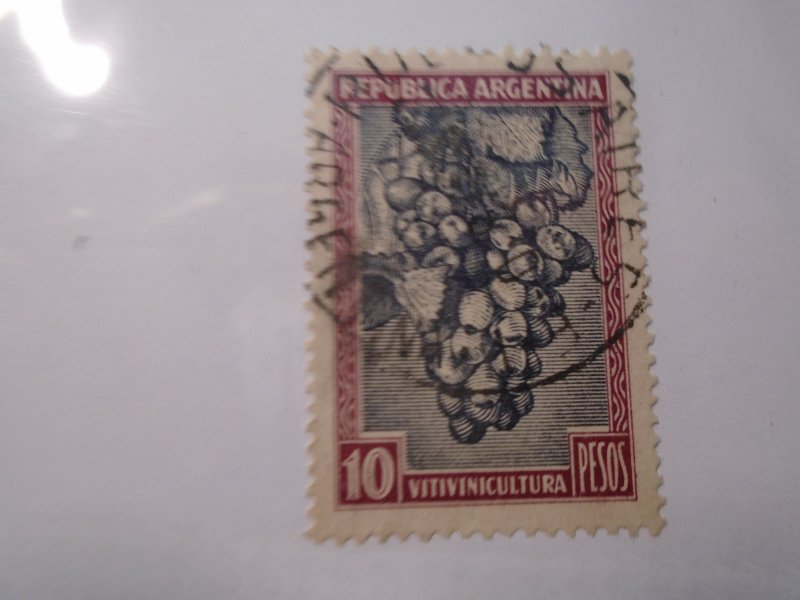 REPUBLICA ARGENTINA
10 VITIVINICULTURA PESOS